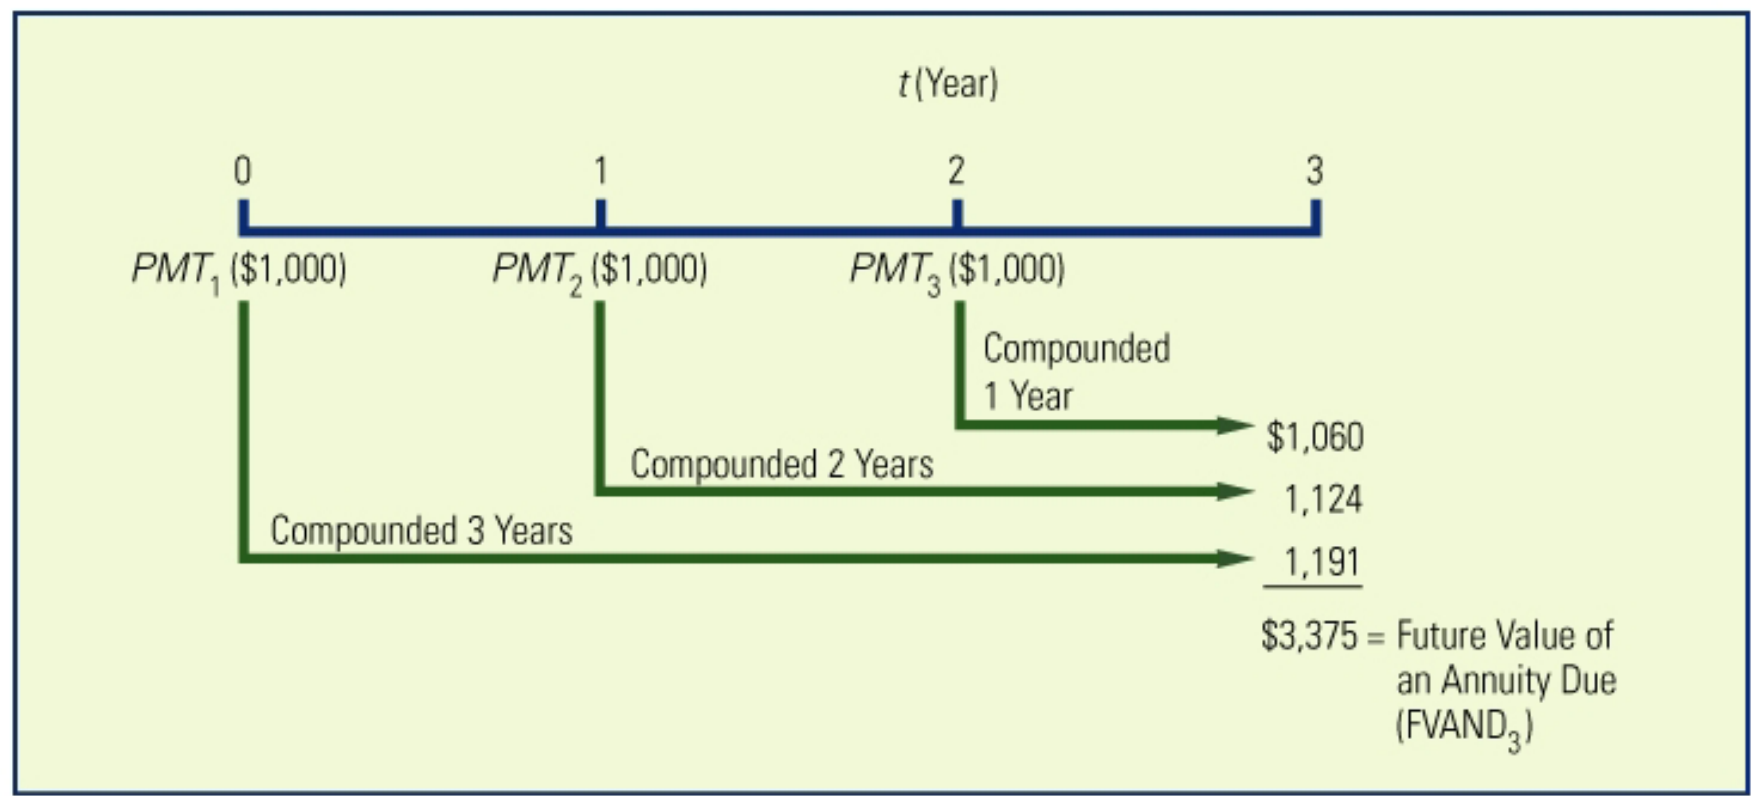 t (Year)
0 1 2 3
PMT₁ ($1,000) PMT₂ ($1,000) PMT₃ ($1,000)
Compounded
1 Year
$1,060
Compounded 2 Years
1,124
Compounded 3 Years
1,191
$3,375 = Future Value of
an Annuity Due
(FVAND₃)